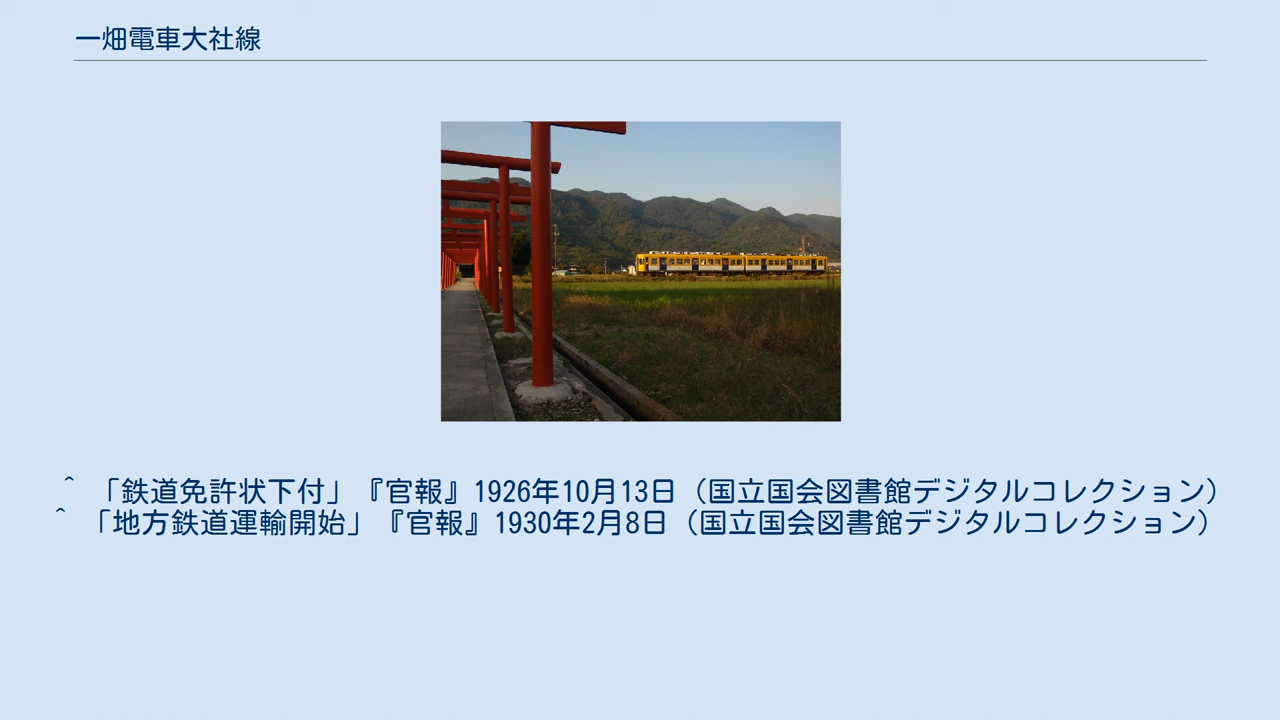 一畑電車大社線
^ 「鉄道免許状下付」『官報』1926年10月13日（国立国会図書館デジタルコレクション）
^ 「地方鉄道運輸開始」『官報』1930年2月8日（国立国会図書館デジタルコレクション）